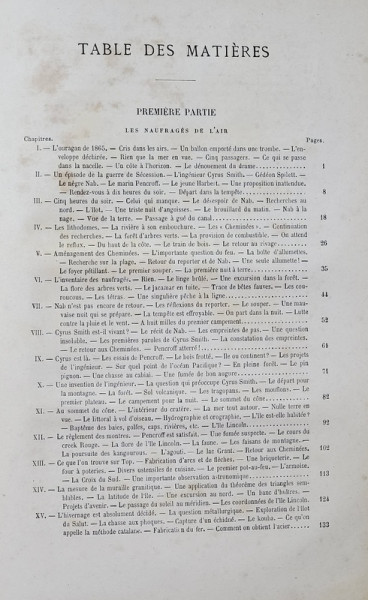 TABLE DES MATIÈRES
PREMIÈRE PARTIE
LES NAUFRAGÉS DE L'AIR
Chapitres. Pages.
I. — L'ouragan de 1865. — Cris dans les airs. — Un ballon emporté dans une trombe. — L'en-
veloppe déchirée. — Rien que la mer en vue. — Cinq passagers. — Ce qui se passe
dans la nacelle. — Un côte à l'horizon. — Le dénouement du drame. 1
II. — Un épisode de la guerre de Sécession. — L'ingénieur Cyrus Smith. — Gédéon Spilett. —
Le nègre Nab. — Le marin Pencroff. — Le jeune Harbert. — Une proposition inattendue.
— Rendez-vous à dix heures du soir. — Départ dans la tempête. 8
III. — Cinq heures du soir. — Celui qui manque. — Le désespoir de Nab. — Recherches au
nord. — L'îlot. — Une triste nuit d'angoisses. — Le brouillard du matin. — Nab à la
nage. — Vue de la terre. — Passage à gué du canal. 18
IV. — Les lithodomes. — La rivière à son embouchure. — Les « Cheminées ». — Continuation
des recherches. — La forêt d'arbres verts. — La provision de combustible. — On attend
le reflux. — Du haut de la côte. — Le train de bois. — Le retour au rivage. 26
V. — Aménagement des Cheminées. — L'importante question du feu. — La boîte d'allumettes.
— Recherche sur la plage. — Retour du reporter et de Nab. — Une seule allumette !
Le foyer pétillant. — Le premier souper. — La première nuit à terre. 35
VI. — L'inventaire des naufragés. — Rien. — Le linge brûlé. — Une excursion dans la forêt. —
La flore des arbres verts. — Le jacamar en fuite. — Trace de bêtes fauves. — Les cou-
roucous. — Les tétras. — Une singulière pêche à la ligne. 44
VII. — Nab n'est pas encore de retour. — Les réflexions du reporter. — Le souper. — Une mau-
vaise nuit qui se prépare. — La tempête est effroyable. — On part dans la nuit. — Lutte
contre la pluie et le vent. — A huit milles du premier campement. 52
VIII. — Cyrus Smith est-il vivant ? — Le récit de Nab. — Les empreintes de pas. — Une question
insoluble. — Les premières paroles de Cyrus Smith. — La constatation des empreintes.
— Le retour aux Cheminées. — Pencroff atterré ! 61
IX. — Cyrus est là. — Les essais de Pencroff. — Le bois frotté. — Ile ou continent ? — Les projets
de l'ingénieur. — Sur quel point de l'océan Pacifique ? — En pleine forêt. — Le pin
pignon. — Une chasse au cabiai. — Une fumée de bon augure 71
X. — Une invention de l'ingénieur. — La question qui préoccupe Cyrus Smith. — Le départ pour
la montagne. — La forêt. — Sol volcanique. — Les tragopans. — Les mouflons. — Le
premier plateau. — Le campement pour la nuit. — Le sommet du cône. 82
XI. — Au sommet du cône. — L'intérieur du cratère. — La mer tout autour. — Nulle terre en
vue. — Le littoral à vol d'oiseau. — Hydrographie et orographie. — L'île est-elle habitée ?
— Baptême des baies, golfes, caps, rivières, etc. — L'île Lincoln. 92
XII. — Le règlement des montres. — Pencroff est satisfait. — Une fumée suspecte. — Le cours du
creek Rouge. — La flore de l'île Lincoln. — La faune. — Les faisans de montagne. —
La poursuite des kangourous. — L'agouti. — Le lac Grant. — Retour aux Cheminées. 102
XIII. — Ce que l'on trouve sur Top. — Fabrication d'arcs et de flèches. — Une briqueterie. — Le
four à poteries. — Divers ustensiles de cuisine. — Le premier pot-au-feu. — L'armoise.
— La Croix du Sud. — Une importante observation astronomique. 113
XIV. — La mesure de la muraille granitique. — Une application du théorème des triangles sem-
blables. — La latitude de l'île. — Une excursion au nord. — Un banc d'huîtres. —
Projets d'avenir. — Le passage du soleil au méridien. — Les coordonnées de l'île Lincoln. 124
XV. — L'hivernage est absolument décidé. — La question métallurgique. — Exploration de l'îlot
du Salut. — La chasse aux phoques. — Capture d'un échidné. — Le koula. — Ce qu'on
appelle la méthode catalane. — Fabrication du fer. — Comment on obtient l'acier. 133